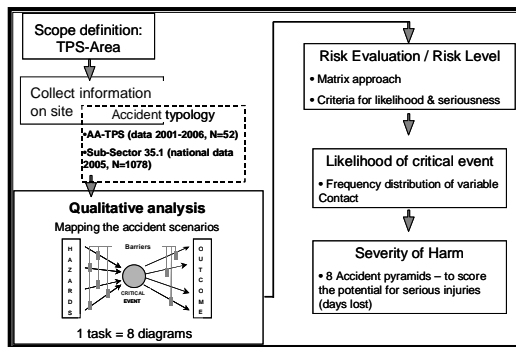 Scope definition:
TPS-Area
Collect information
on site
Accident typology
•AA-TPS (data 2001-2006, N=52)
•Sub-Sector 35.1 (national data
2005, N=1078)
Qualitative analysis
Mapping the accident scenarios
HAZARDS
Barriers
CRITICAL
EVENT
OUTCOME
1 task = 8 diagrams
Risk Evaluation / Risk Level
• Matrix approach
• Criteria for likelihood & seriousness
Likelihood of critical event
• Frequency distribution of variable
Contact
Severity of Harm
• 8 Accident pyramids – to score
the potential for serious injuries
(days lost)